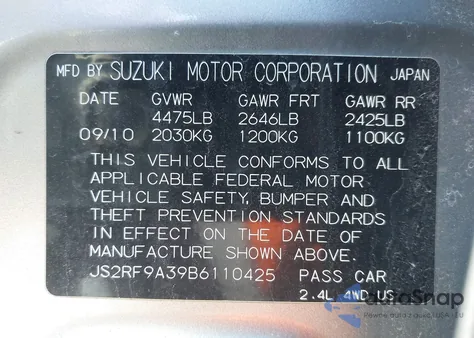 MFD BY SUZUKI MOTOR CORPORATION JAPAN
DATE GVWR GAWR FRT GAWR RR
4475LB 2646LB 2425LB
09/10 2030KG 1200KG 1100KG
THIS VEHICLE CONFORMS TO ALL
APPLICABLE FEDERAL MOTOR
VEHICLE SAFETY, BUMPER AND
THEFT PREVENTION STANDARDS
IN EFFECT ON THE DATE OF
MANUFACTURE SHOWN ABOVE.
JS2RF9A39B6110425 PASS CAR
2.4L 4WD US
autoSnap